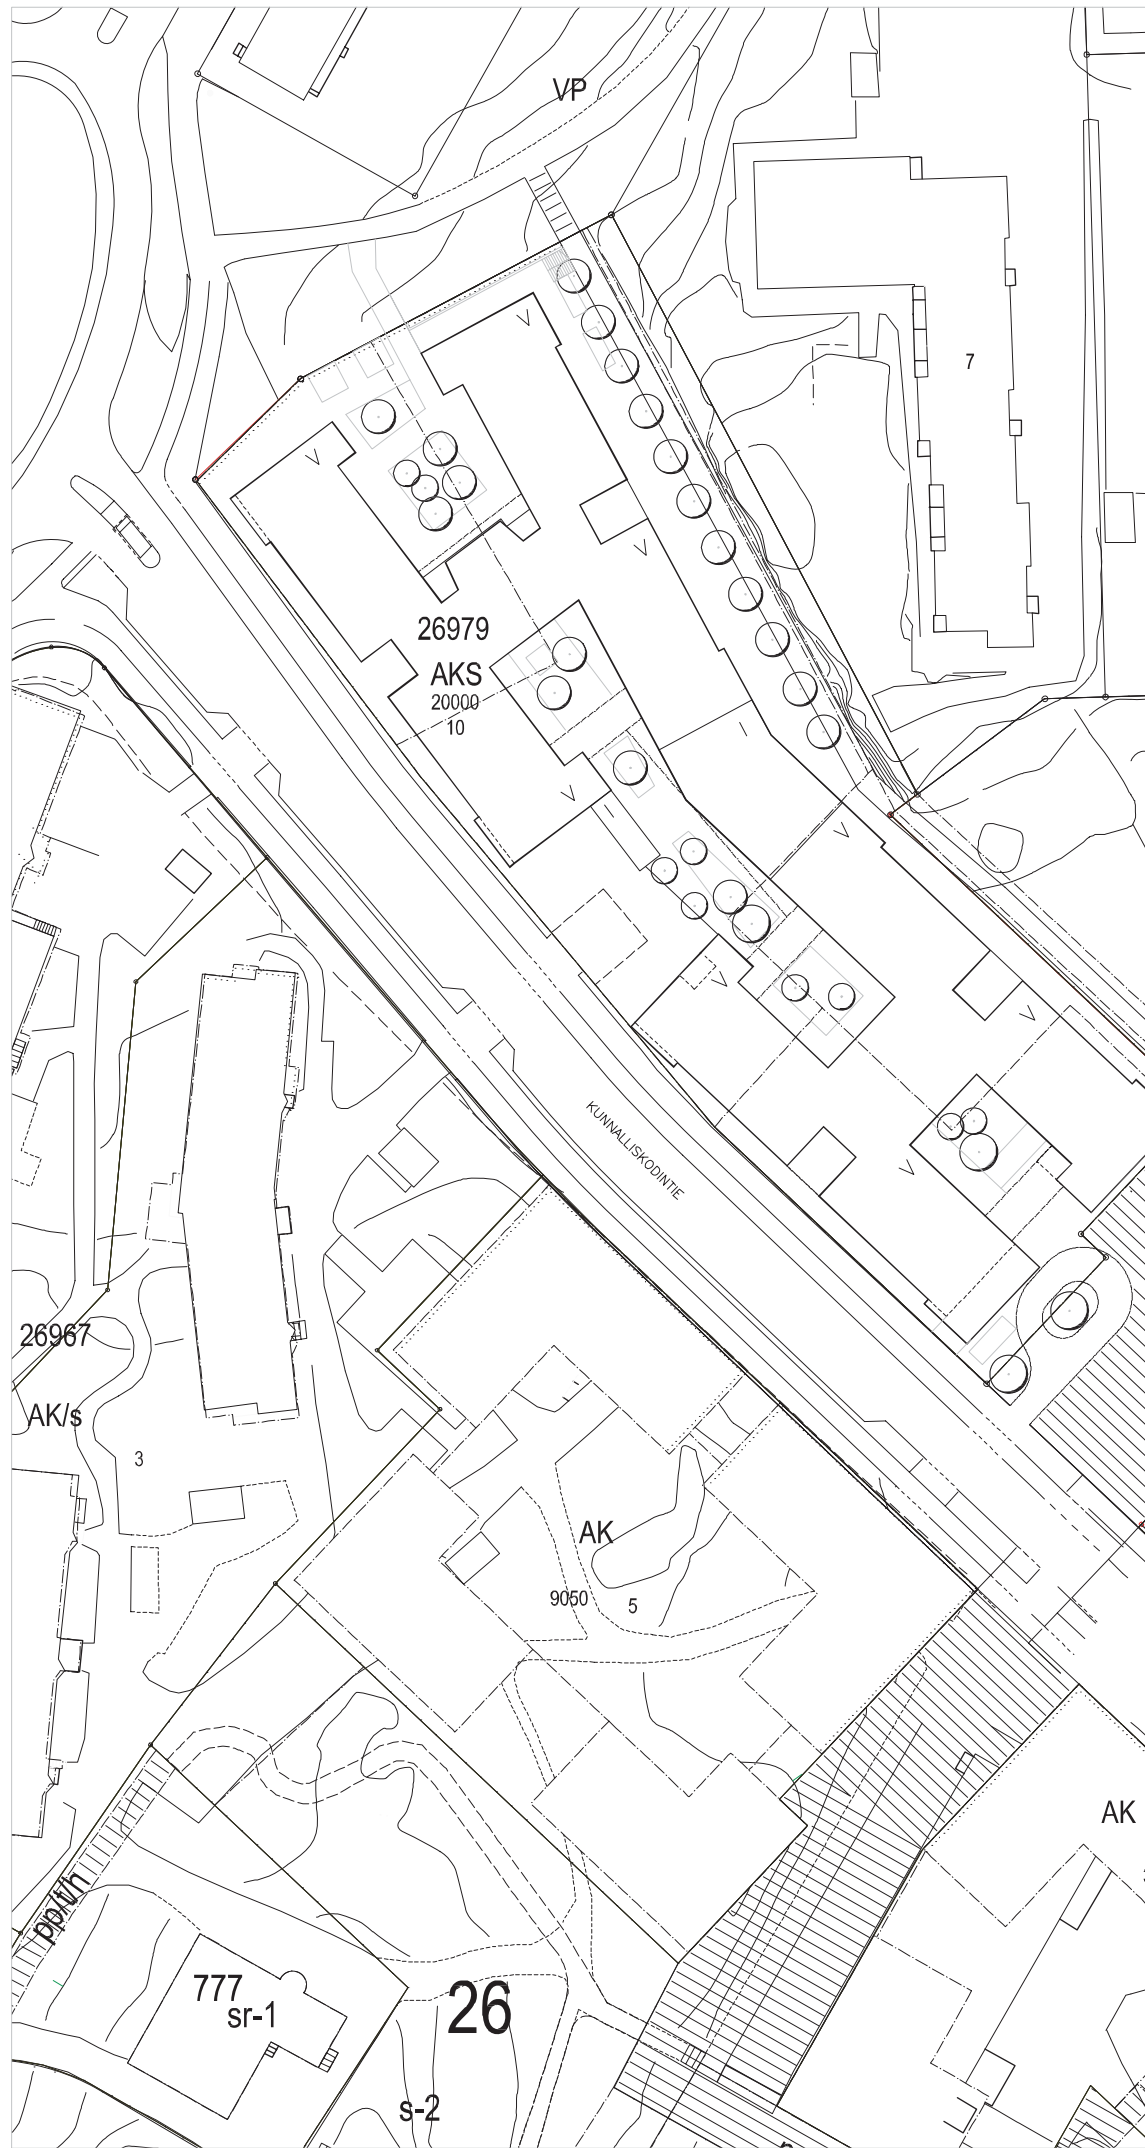 VP
7
26979
AKS
20000
10
KUNNALLISKODINTIE
26967
AK/s
3
AK
9050
5
AK
pp/t/h
777
sr-1
26
s-2